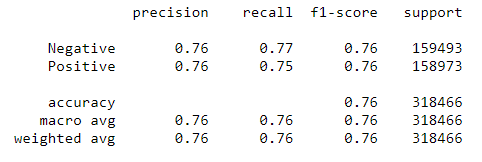 precision recall f1-score support
Negative 0.76 0.77 0.76 159493
Positive 0.76 0.75 0.76 158973
accuracy 0.76 318466
macro avg 0.76 0.76 0.76 318466
weighted avg 0.76 0.76 0.76 318466